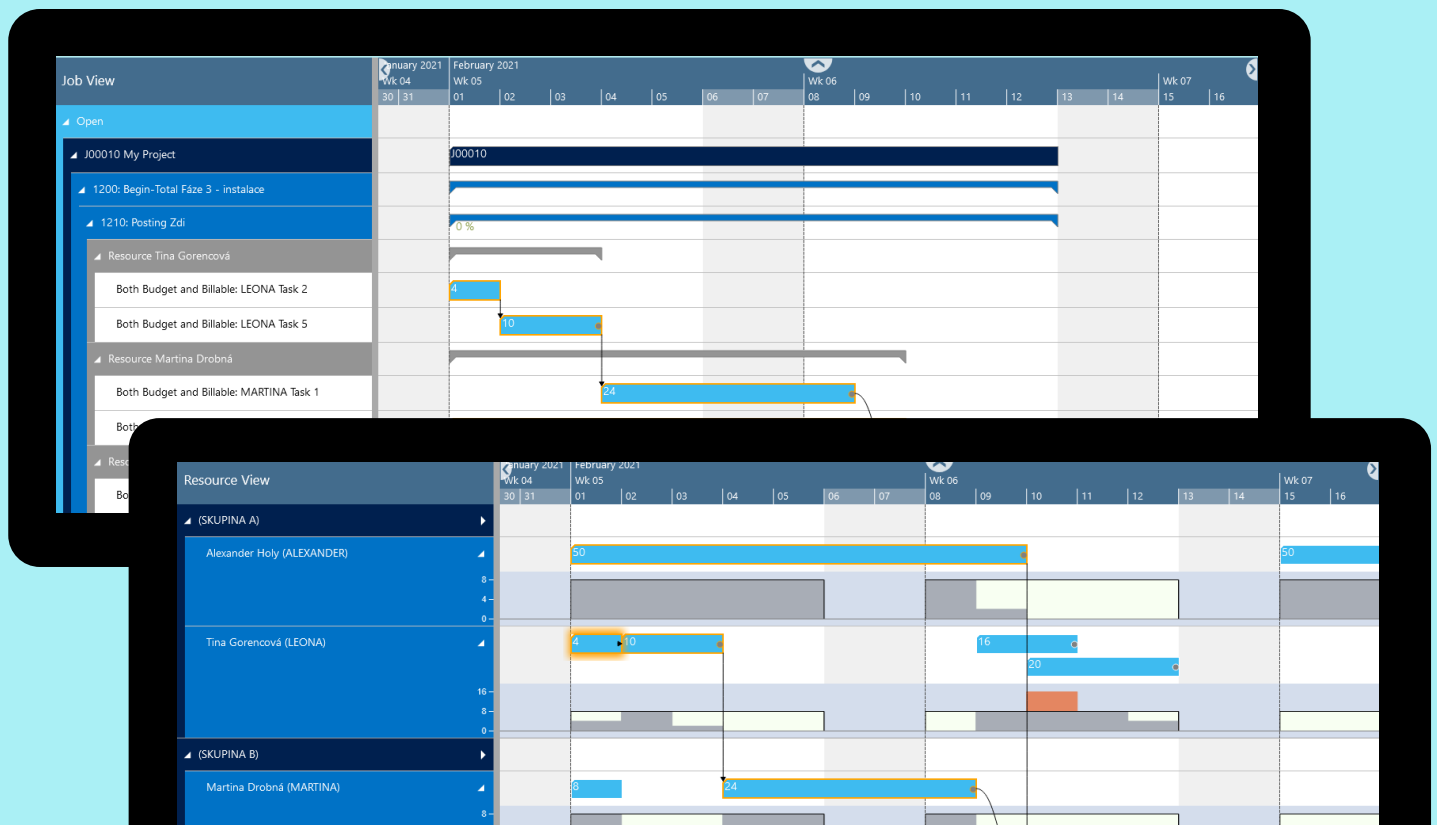 January 2021 February 2021
Job View
Wk 04 Wk 05 Wk 06 Wk 07
30 31 01 02 03 04 05 06 07 08 09 10 11 12 13 14 15 16
Open
J00010 My Project J00010
1200: Begin-Total Fáze 3 - instalace
1210: Posting Zdi
0 %
Resource Tina Gorencová
Both Budget and Billable: LEONA Task 2 4
Both Budget and Billable: LEONA Task 5 10
Resource Martina Drobná
Both Budget and Billable: MARTINA Task 1 24
Both
Bo
January 2021 February 2021
Resource View
Wk 04 Wk 05 Wk 06 Wk 07
30 31 01 02 03 04 05 06 07 08 09 10 11 12 13 14 15 16
(SKUPINA A)
Alexander Holy (ALEXANDER) 50 50
8
4
0
Tina Gorencová (LEONA) 4 10 16
20
16
8
0
(SKUPINA B)
Martina Drobná (MARTINA) 8 24
8